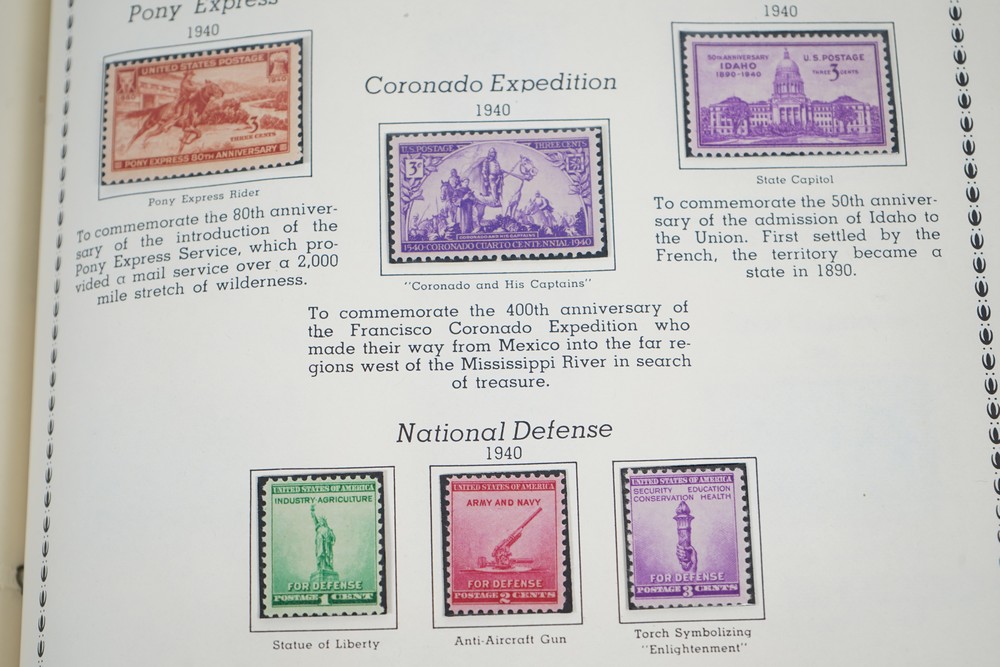 Pony Express
1940
UNITED STATES POSTAGE
3
THREE CENTS
PONY EXPRESS 80TH ANNIVERSARY
Pony Express Rider
To commemorate the 80th anniver-
sary of the introduction of the
Pony Express Service, which pro-
vided a mail service over a 2,000
mile stretch of wilderness.
Coronado Expedition
1940
U.S. POSTAGE THREE CENTS
3¢
CORONADO AND HIS CAPTAINS
1540·CORONADO CUARTO CENTENNIAL·1940
"Coronado and His Captains"
To commemorate the 400th anniversary of
the Francisco Coronado Expedition who
made their way from Mexico into the far re-
gions west of the Mississippi River in search
of treasure.
1940
50TH ANNIVERSARY
IDAHO
1890-1940
U.S. POSTAGE
THREE 3 CENTS
State Capitol
To commemorate the 50th anniver-
sary of the admission of Idaho to
the Union. First settled by the
French, the territory became a
state in 1890.
National Defense
1940
UNITED STATES OF AMERICA
INDUSTRY·AGRICULTURE
FOR DEFENSE
POSTAGE 1 CENT
Statue of Liberty
UNITED STATES OF AMERICA
ARMY AND NAVY
FOR DEFENSE
POSTAGE 2 CENTS
Anti-Aircraft Gun
UNITED STATES OF AMERICA
SECURITY EDUCATION
CONSERVATION HEALTH
FOR DEFENSE
POSTAGE 3 CENTS
Torch Symbolizing
"Enlightenment"